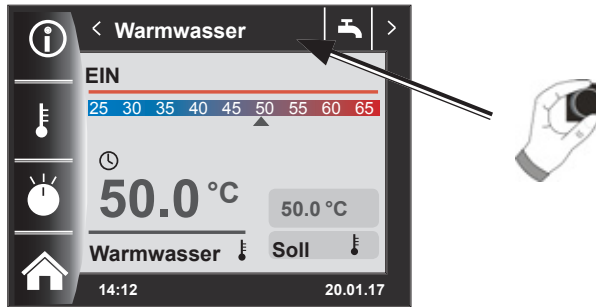 < Warmwasser >
EIN
25 30 35 40 45 50 55 60 65
50.0 °C
50.0 °C
Warmwasser
Soll
14:12 20.01.17